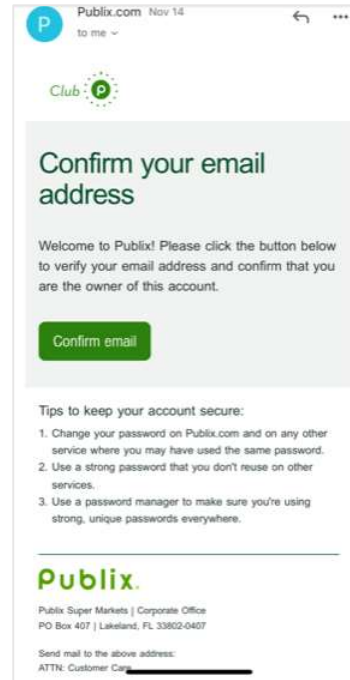 P
Publix.com Nov 14
to me
Club P
Confirm your email
address
Welcome to Publix! Please click the button below
to verify your email address and confirm that you
are the owner of this account.
Confirm email
Tips to keep your account secure:
1. Change your password on Publix.com and on any other
service where you may have used the same password.
2. Use a strong password that you don't reuse on other
services.
3. Use a password manager to make sure you're using
strong, unique passwords everywhere.
Publix.
Publix Super Markets | Corporate Office
PO Box 407 | Lakeland, FL 33802-0407
Send mail to the above address:
ATTN: Customer Care